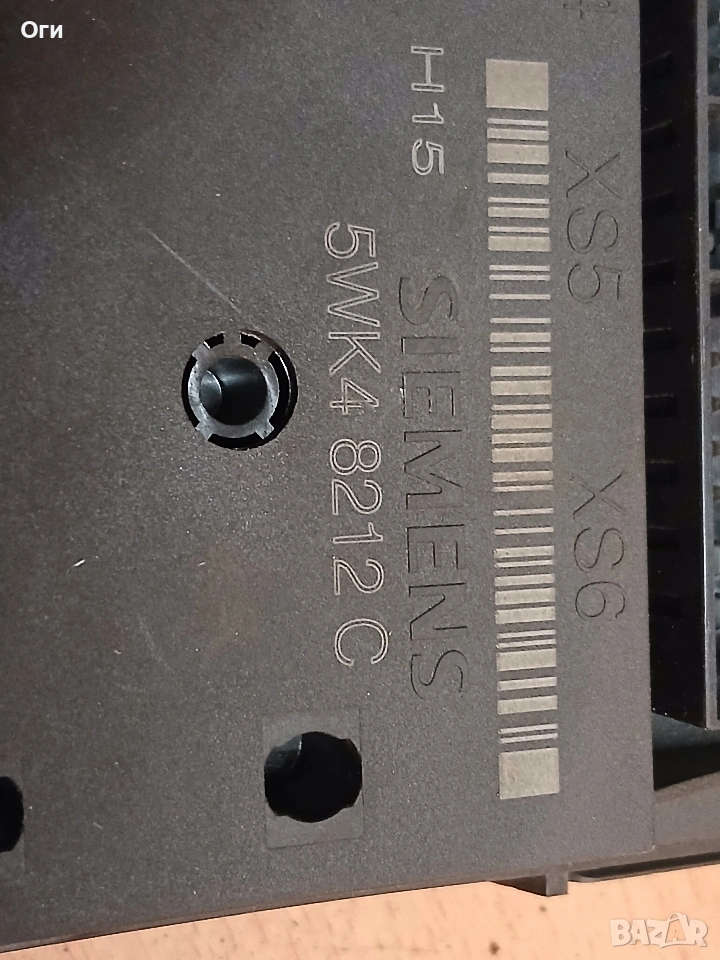 Оги
XS5 XS6
H15
SIEMENS
5WK4 8212 C
BAZAR